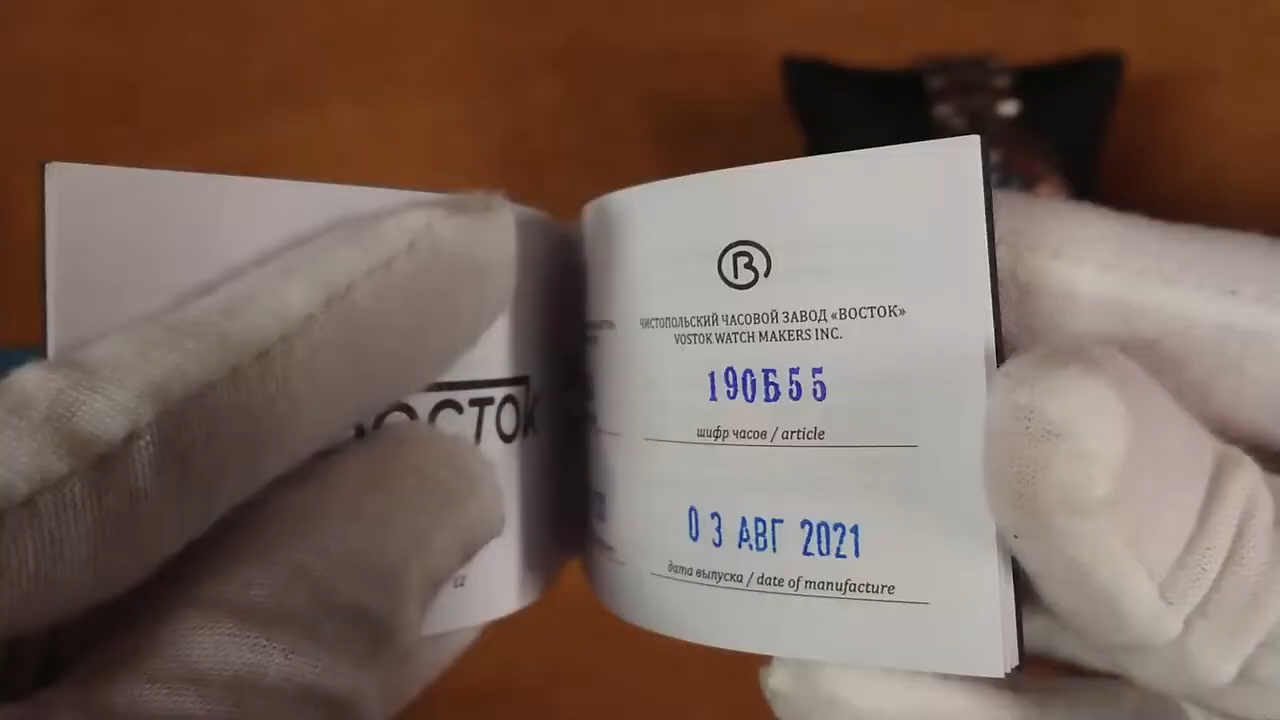 ВОСТОК
ЧИСТОПОЛЬСКИЙ ЧАСОВОЙ ЗАВОД «ВОСТОК»
VOSTOK WATCH MAKERS INC.
190Б55
шифр часов / article
03 АВГ 2021
дата выпуска / date of manufacture